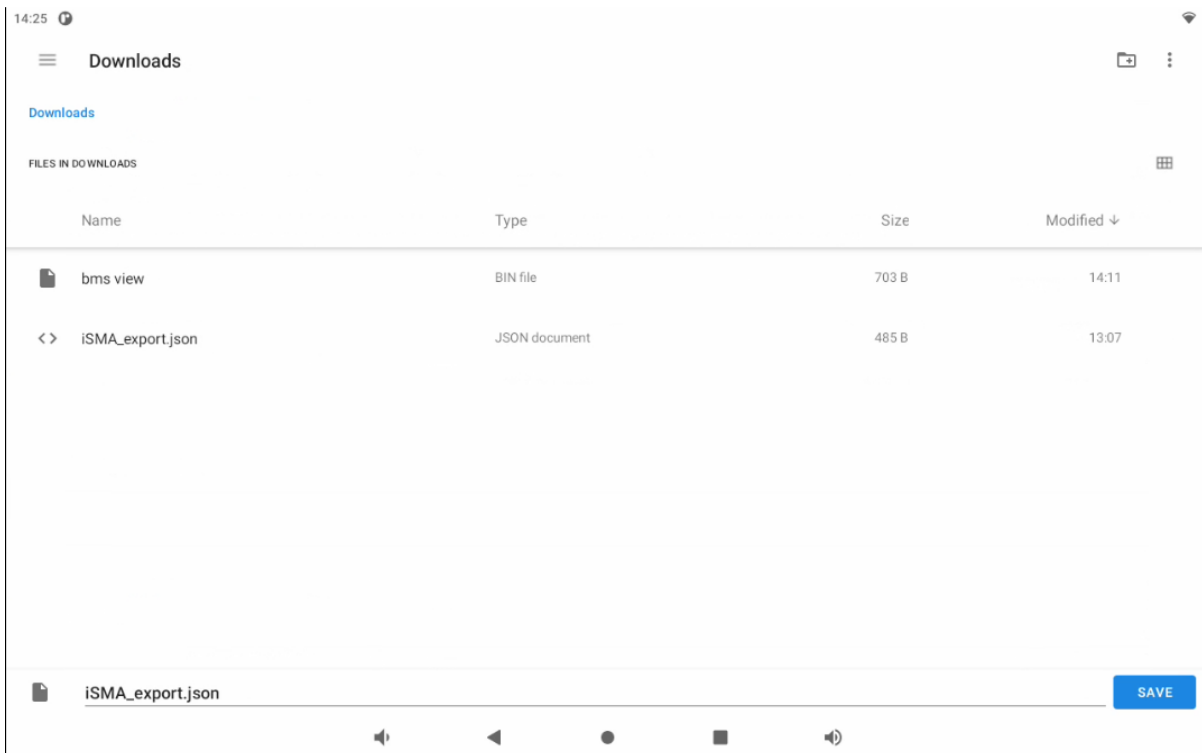 14:25
Downloads
Downloads
FILES IN DOWNLOADS
Name Type Size Modified
bms view BIN file 703 B 14:11
iSMA_export.json JSON document 485 B 13:07
iSMA_export.json SAVE